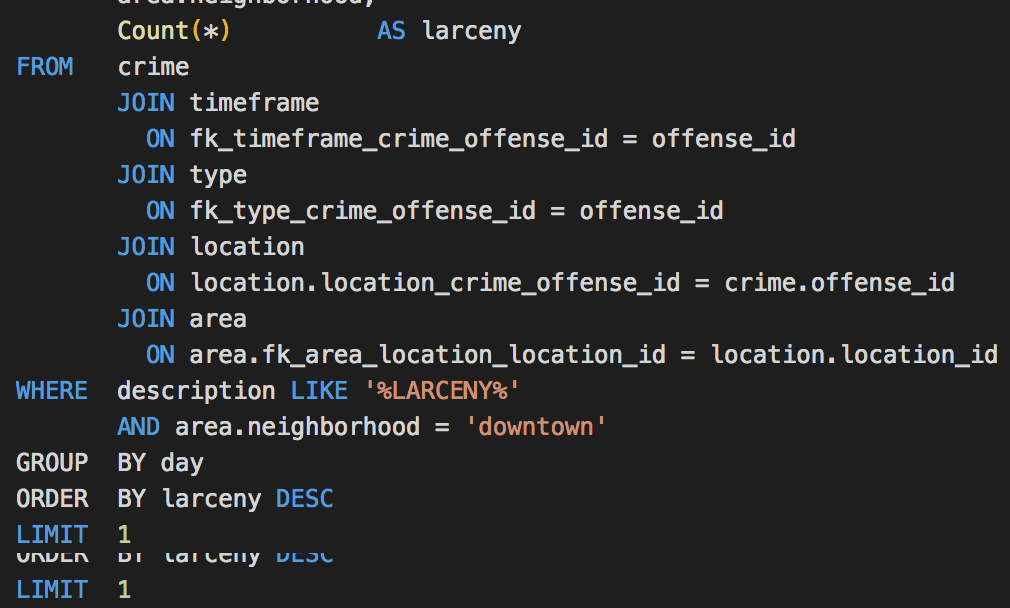 area.neighborhood,
Count(*) AS larceny
FROM crime
JOIN timeframe
ON fk_timeframe_crime_offense_id = offense_id
JOIN type
ON fk_type_crime_offense_id = offense_id
JOIN location
ON location.location_crime_offense_id = crime.offense_id
JOIN area
ON area.fk_area_location_location_id = location.location_id
WHERE description LIKE '%LARCENY%'
AND area.neighborhood = 'downtown'
GROUP BY day
ORDER BY larceny DESC
LIMIT 1
ORDER BY larceny DESC
LIMIT 1